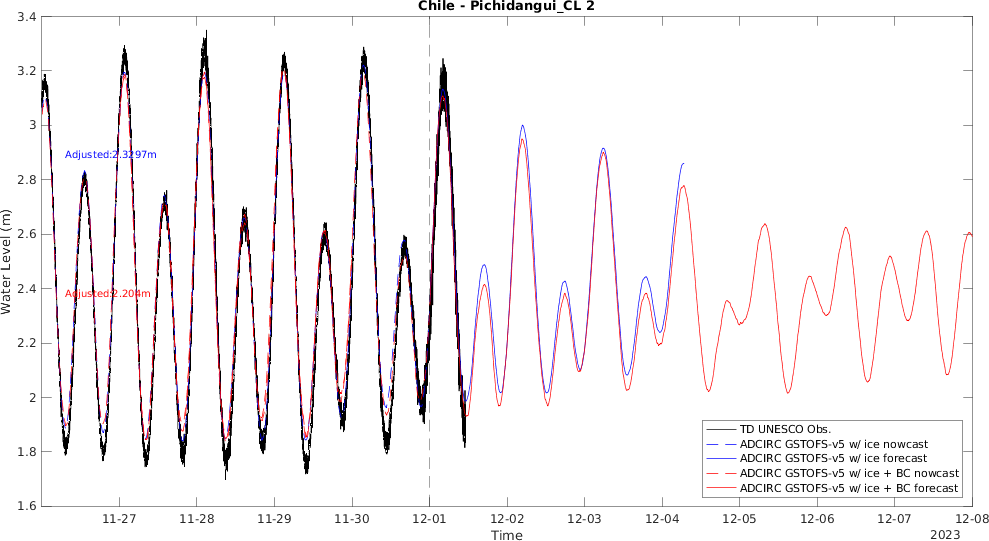 Chile - Pichidangui_CL 2
3.4
3.2
3
2.8
2.6
2.4
2.2
2
1.8
1.6
Water Level (m)
Adjusted:2.3297m
Adjusted:2.204m
TD UNESCO Obs.
ADCIRC GSTOFS-v5 w/ ice nowcast
ADCIRC GSTOFS-v5 w/ ice forecast
ADCIRC GSTOFS-v5 w/ ice + BC nowcast
ADCIRC GSTOFS-v5 w/ ice + BC forecast
11-27 11-28 11-29 11-30 12-01 12-02 12-03 12-04 12-05 12-06 12-07 12-08
Time
2023